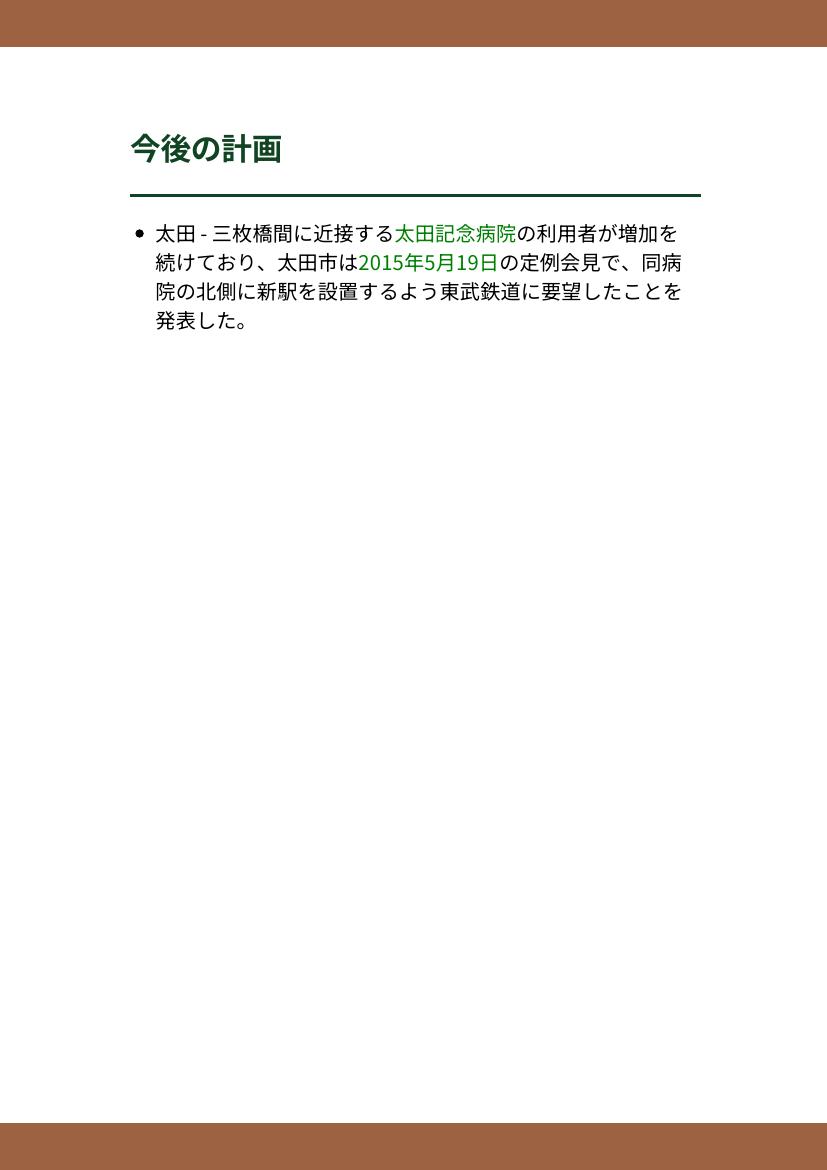 今後の計画
太田 - 三枚橋間に近接する太田記念病院の利用者が増加を
続けており、太田市は2015年5月19日の定例会見で、同病
院の北側に新駅を設置するよう東武鉄道に要望したことを
発表した。